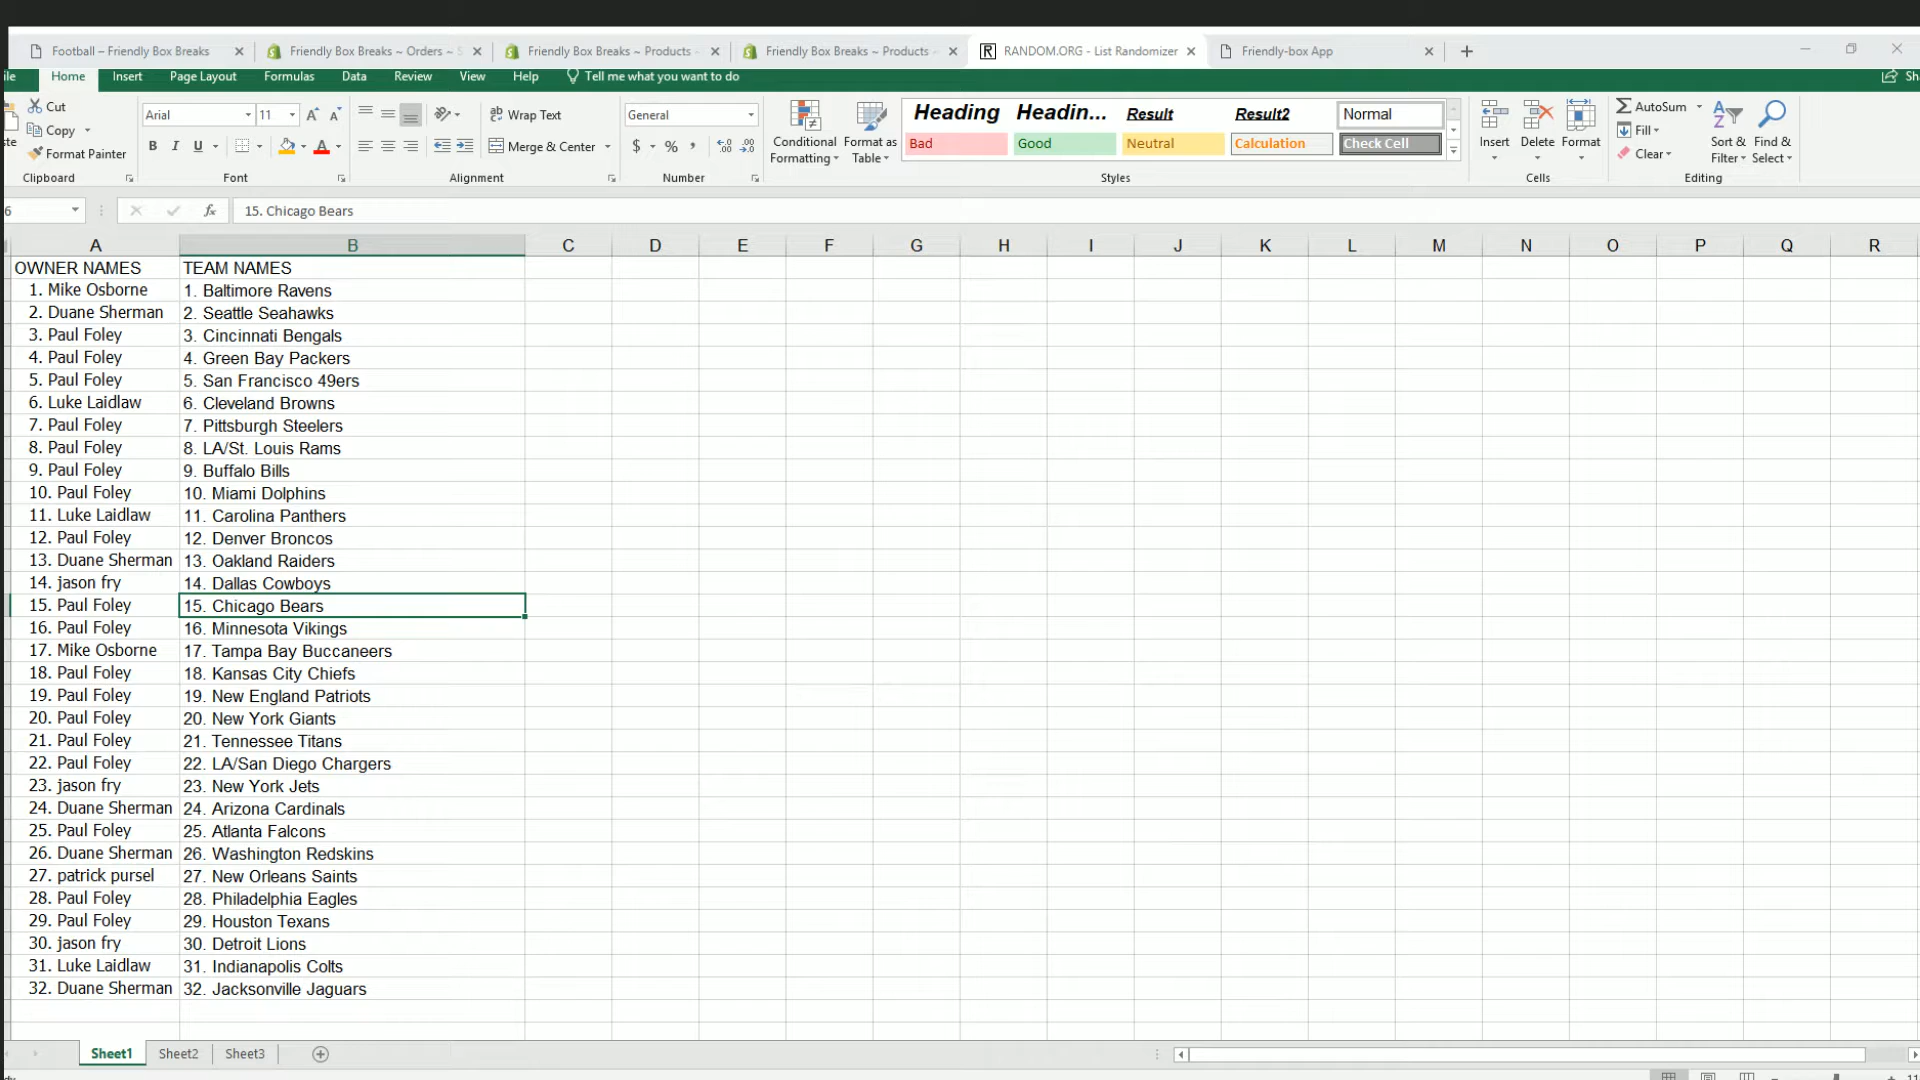 Football – Friendly Box Breaks
Friendly Box Breaks ~ Orders ~ S
Friendly Box Breaks ~ Products
Friendly Box Breaks ~ Products
RANDOM.ORG - List Randomizer
Friendly-box App
ile Home Insert Page Layout Formulas Data Review View Help Tell me what you want to do Sha
Cut
Copy
Format Painter
Clipboard
Arial 11
B I U
Font
Wrap Text
Merge & Center
Alignment
General
$ % ,
Number
Conditional Formatting
Format as Table
Heading Headin... Result Result2 Normal
Bad Good Neutral Calculation Check Cell
Styles
Insert Delete Format
Cells
AutoSum
Fill
Clear
Sort & Filter
Find & Select
Editing
6 fx 15. Chicago Bears
A B C D E F G H I J K L M N O P Q R
OWNER NAMES TEAM NAMES
1. Mike Osborne 1. Baltimore Ravens
2. Duane Sherman 2. Seattle Seahawks
3. Paul Foley 3. Cincinnati Bengals
4. Paul Foley 4. Green Bay Packers
5. Paul Foley 5. San Francisco 49ers
6. Luke Laidlaw 6. Cleveland Browns
7. Paul Foley 7. Pittsburgh Steelers
8. Paul Foley 8. LA/St. Louis Rams
9. Paul Foley 9. Buffalo Bills
10. Paul Foley 10. Miami Dolphins
11. Luke Laidlaw 11. Carolina Panthers
12. Paul Foley 12. Denver Broncos
13. Duane Sherman 13. Oakland Raiders
14. jason fry 14. Dallas Cowboys
15. Paul Foley 15. Chicago Bears
16. Paul Foley 16. Minnesota Vikings
17. Mike Osborne 17. Tampa Bay Buccaneers
18. Paul Foley 18. Kansas City Chiefs
19. Paul Foley 19. New England Patriots
20. Paul Foley 20. New York Giants
21. Paul Foley 21. Tennessee Titans
22. Paul Foley 22. LA/San Diego Chargers
23. jason fry 23. New York Jets
24. Duane Sherman 24. Arizona Cardinals
25. Paul Foley 25. Atlanta Falcons
26. Duane Sherman 26. Washington Redskins
27. patrick pursel 27. New Orleans Saints
28. Paul Foley 28. Philadelphia Eagles
29. Paul Foley 29. Houston Texans
30. jason fry 30. Detroit Lions
31. Luke Laidlaw 31. Indianapolis Colts
32. Duane Sherman 32. Jacksonville Jaguars
Sheet1 Sheet2 Sheet3